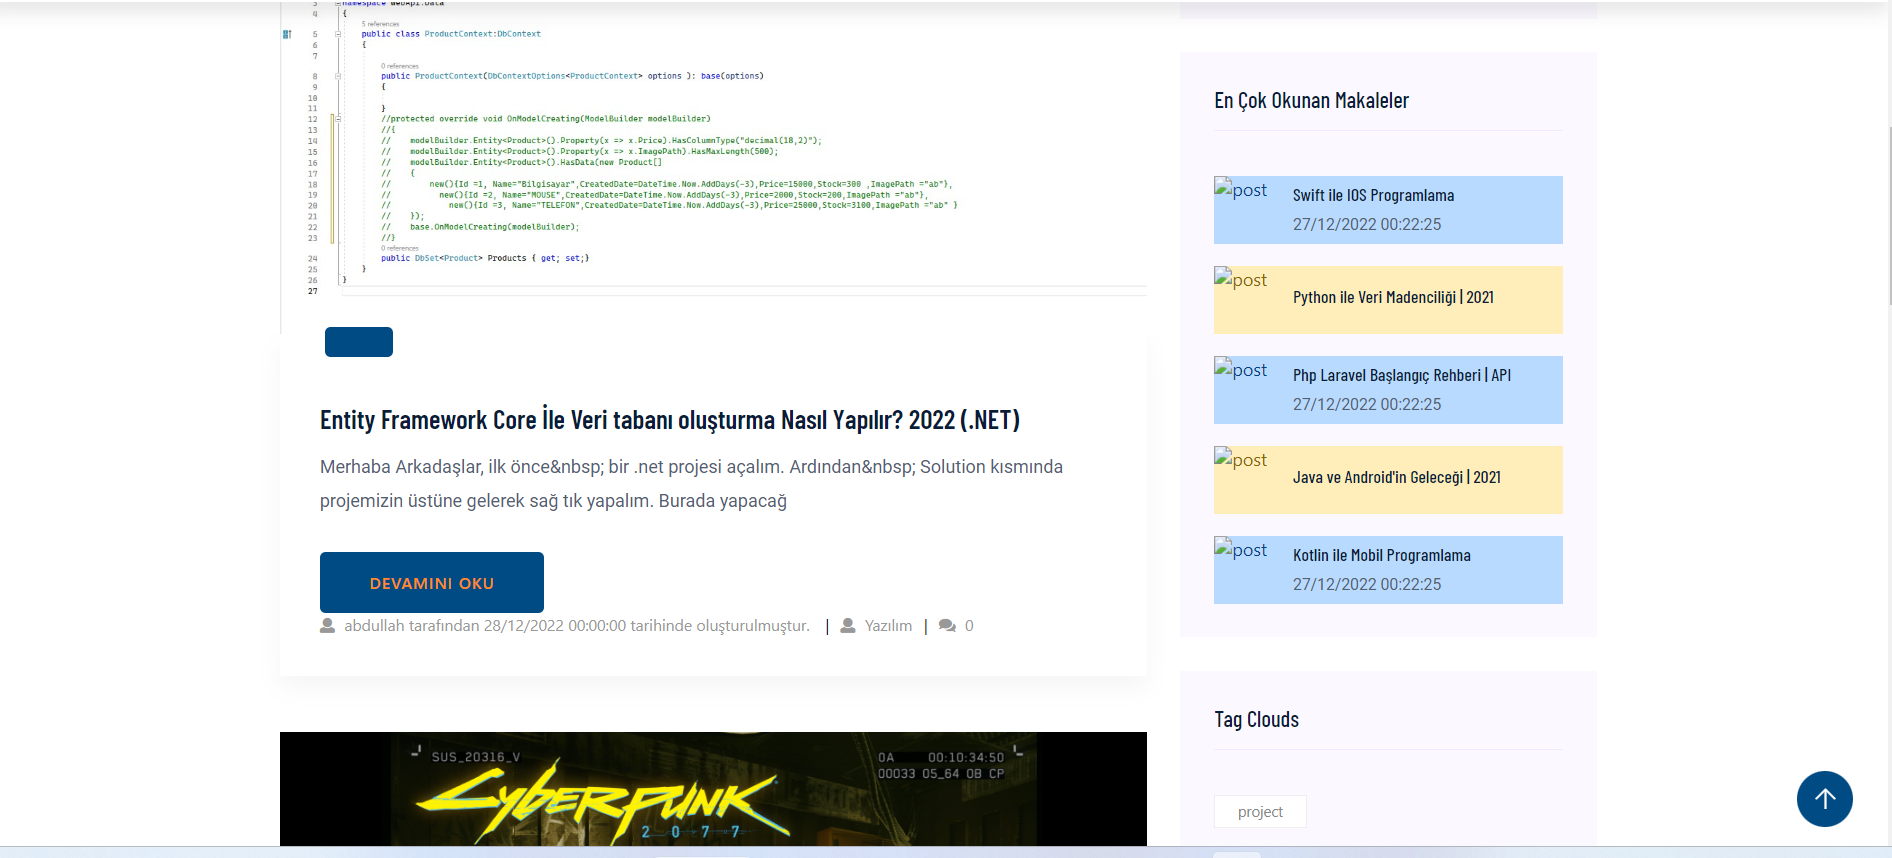 3 namespace WebApi.Data
4 {
5 references
5 public class ProductContext:DbContext
6 {
7
0 references
8 public ProductContext(DbContextOptions<ProductContext> options ): base(options)
9 {
10
11 }
12 //protected override void OnModelCreating(ModelBuilder modelBuilder)
13 //{
14 // modelBuilder.Entity<Product>().Property(x => x.Price).HasColumnType("decimal(18,2)");
15 // modelBuilder.Entity<Product>().Property(x => x.ImagePath).HasMaxLength(500);
16 // modelBuilder.Entity<Product>().HasData(new Product[]
17 // {
18 // new(){Id =1, Name="Bilgisayar",CreatedDate=DateTime.Now.AddDays(-3),Price=15000,Stock=300 ,ImagePath ="ab"},
19 // new(){Id =2, Name="MOUSE",CreatedDate=DateTime.Now.AddDays(-3),Price=2000,Stock=200,ImagePath ="ab"},
20 // new(){Id =3, Name="TELEFON",CreatedDate=DateTime.Now.AddDays(-3),Price=25000,Stock=3100,ImagePath ="ab" }
21 // });
22 // base.OnModelCreating(modelBuilder);
23 //}
0 references
24 public DbSet<Product> Products { get; set;}
25 }
26 }
27
Entity Framework Core İle Veri tabanı oluşturma Nasıl Yapılır? 2022 (.NET)
Merhaba Arkadaşlar, ilk önce&nbsp; bir .net projesi açalım. Ardından&nbsp; Solution kısmında
projemizin üstüne gelerek sağ tık yapalım. Burada yapacağ
DEVAMINI OKU
abdullah tarafından 28/12/2022 00:00:00 tarihinde oluşturulmuştur. | Yazılım | 0
SUS_20316_V
0A 00:10:34:50
00033 05_64 0B CP
CYBERPUNK
2077
En Çok Okunan Makaleler
post
Swift ile IOS Programlama
27/12/2022 00:22:25
post
Python ile Veri Madenciliği | 2021
post
Php Laravel Başlangıç Rehberi | API
27/12/2022 00:22:25
post
Java ve Android'in Geleceği | 2021
post
Kotlin ile Mobil Programlama
27/12/2022 00:22:25
Tag Clouds
project